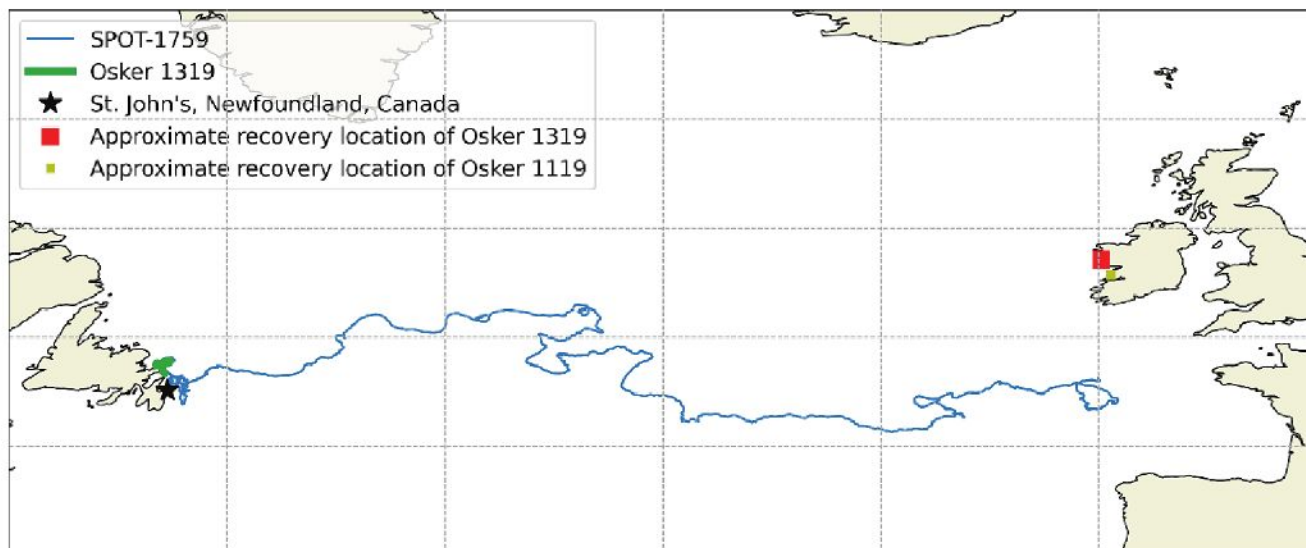 SPOT-1759
Osker 1319
St. John's, Newfoundland, Canada
Approximate recovery location of Osker 1319
Approximate recovery location of Osker 1119